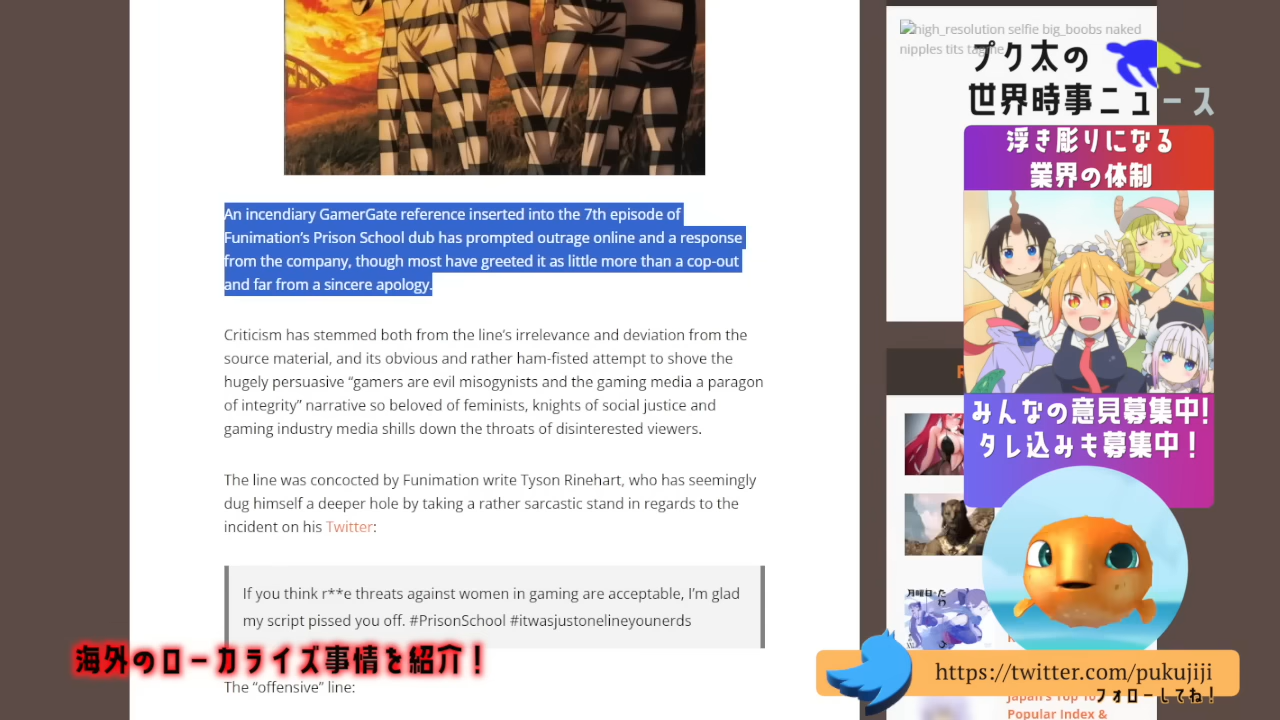 high_resolution selfie big_boobs naked
nipples tits
プク太の
世界時事ニュース
浮き彫りになる
業界の体制
An incendiary GamerGate reference inserted into the 7th episode of
Funimation’s Prison School dub has prompted outrage online and a response
from the company, though most have greeted it as little more than a cop-out
and far from a sincere apology.
Criticism has stemmed both from the line’s irrelevance and deviation from the
source material, and its obvious and rather ham-fisted attempt to shove the
hugely persuasive “gamers are evil misogynists and the gaming media a paragon
of integrity” narrative so beloved of feminists, knights of social justice and
gaming industry media shills down the throats of disinterested viewers.
みんなの意見募集中!
タレ込みも募集中！
The line was concocted by Funimation write Tyson Rinehart, who has seemingly
dug himself a deeper hole by taking a rather sarcastic stand in regards to the
incident on his Twitter:
If you think r**e threats against women in gaming are acceptable, I’m glad
my script pissed you off. #PrisonSchool #itwasjustonelineyounerds
月曜日
海外のローカライズ事情を紹介！
The “offensive” line:
https://twitter.com/pukujiji
フォローしてね！
Japan's Top 10
Popular Index &